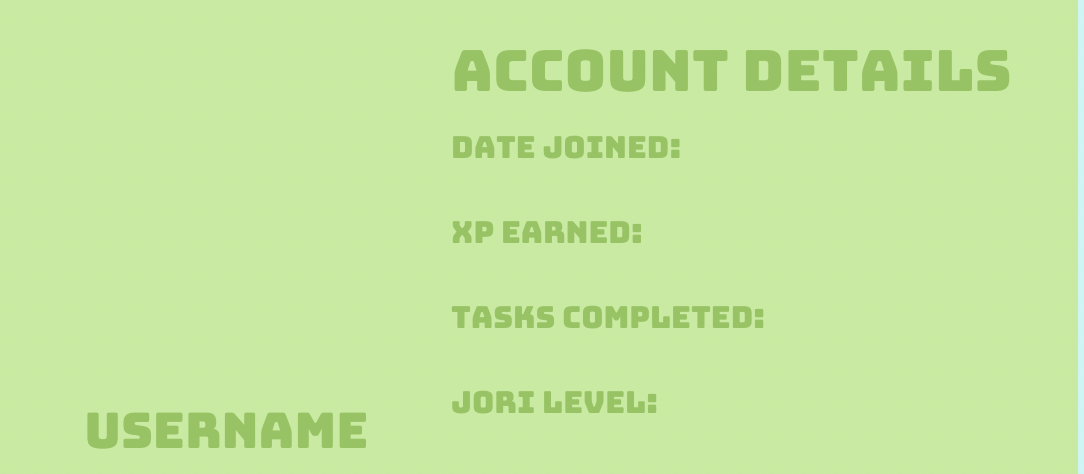 ACCOUNT DETAILS
DATE JOINED:
XP EARNED:
TASKS COMPLETED:
JORI LEVEL:
USERNAME